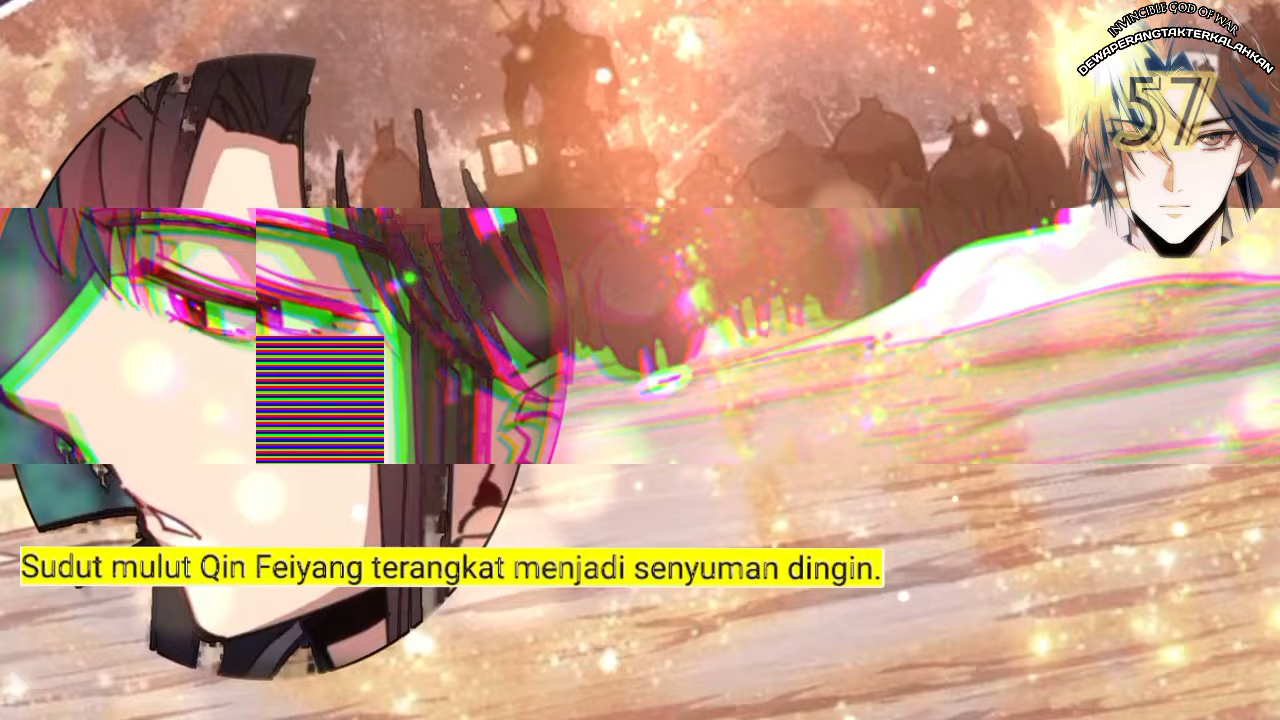 INVINCIBLE GOD OF WAR
DEWAPERANGTAKTERKALAHKAN
57
Sudut mulut Qin Feiyang terangkat menjadi senyuman dingin.